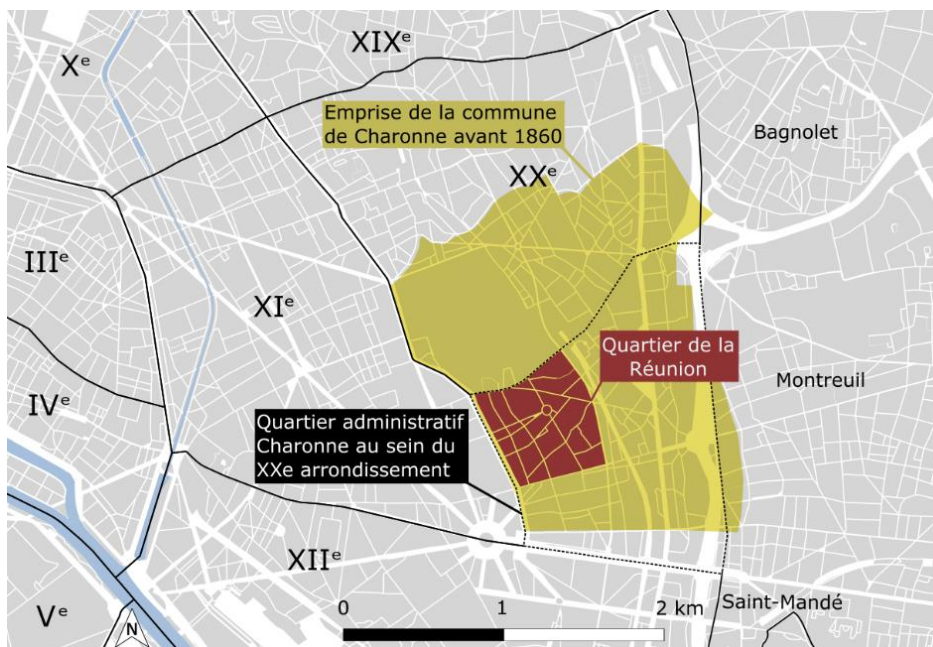 XIXᵉ
Xᵉ
Emprise de la commune
de Charonne avant 1860
Bagnolet
XXᵉ
IIIᵉ
XIᵉ
Quartier de la
Réunion
Montreuil
IVᵉ
Quartier administratif
Charonne au sein du
XXe arrondissement
XIIᵉ
Vᵉ
N
0 1 2 km
Saint-Mandé